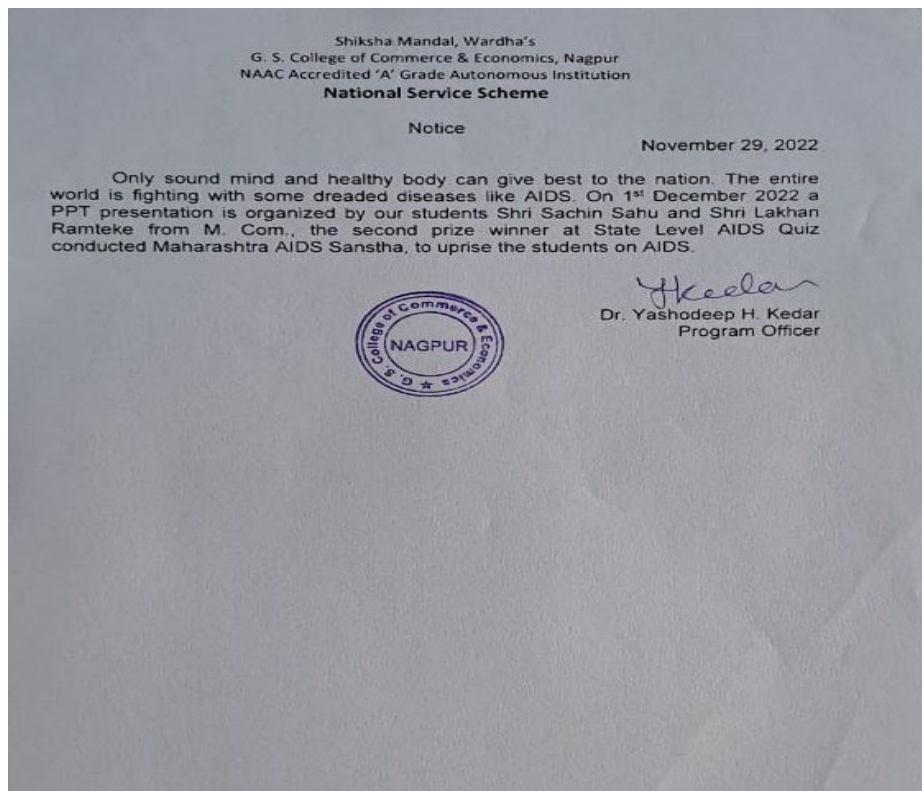 Shiksha Mandal, Wardha's
G. S. College of Commerce & Economics, Nagpur
NAAC Accredited 'A' Grade Autonomous Institution
National Service Scheme
Notice
November 29, 2022
Only sound mind and healthy body can give best to the nation. The entire
world is fighting with some dreaded diseases like AIDS. On 1st December 2022 a
PPT presentation is organized by our students Shri Sachin Sahu and Shri Lakhan
Ramteke from M. Com., the second prize winner at State Level AIDS Quiz
conducted Maharashtra AIDS Sanstha, to uprise the students on AIDS.
Ykedar
Dr. Yashodeep H. Kedar
Program Officer
G. S. College of Commerce & Economics
NAGPUR